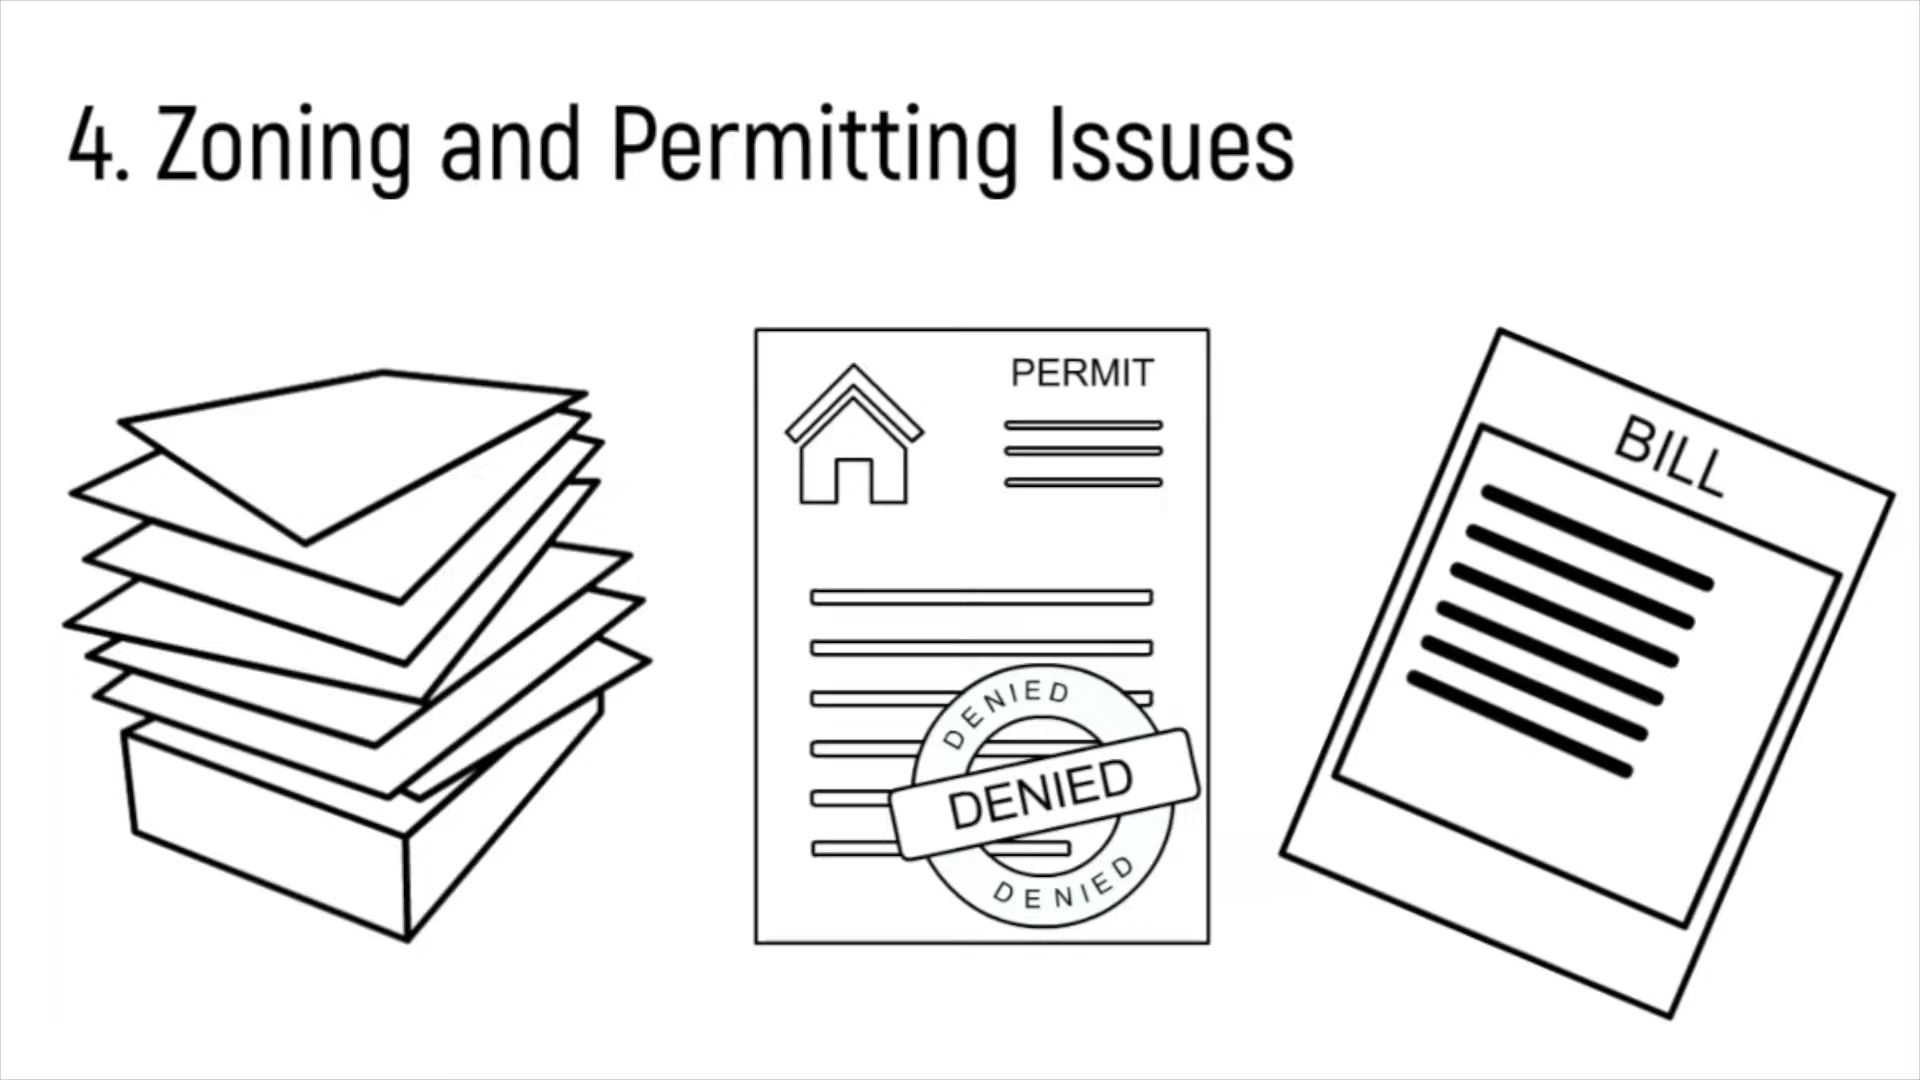 4. Zoning and Permitting Issues
PERMIT
BILL
DENIED
DENIED
DENIED